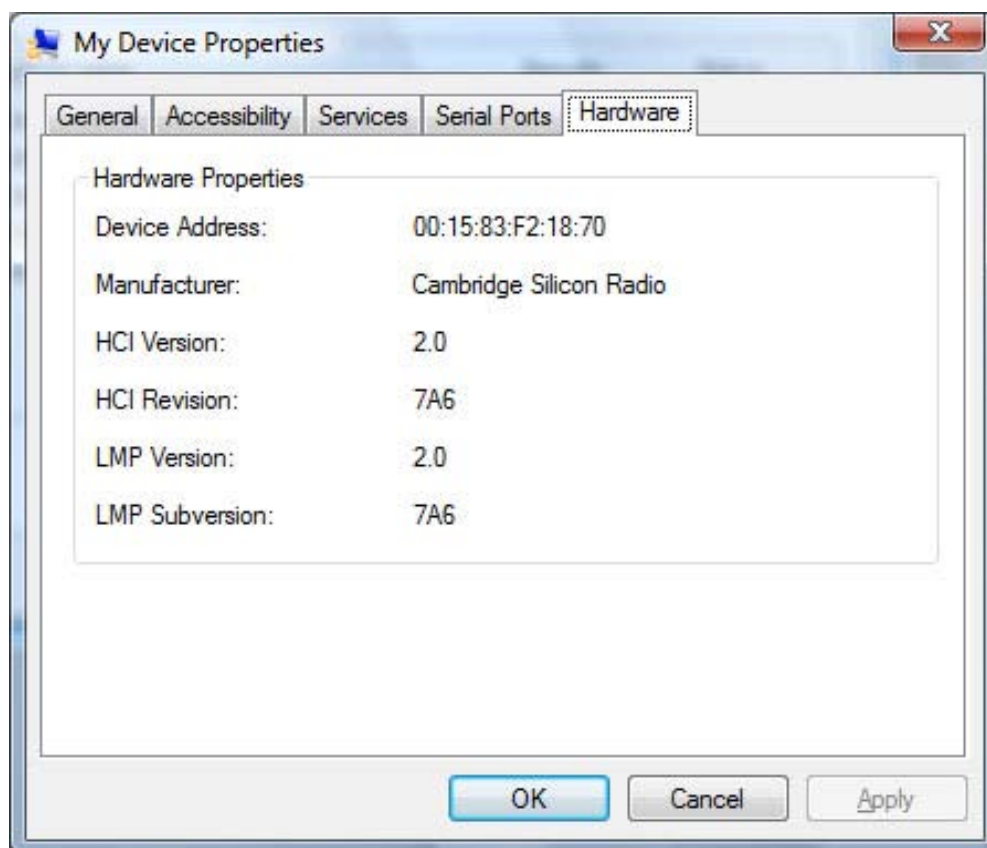 My Device Properties
General Accessibility Services Serial Ports Hardware
Hardware Properties
Device Address: 00:15:83:F2:18:70
Manufacturer: Cambridge Silicon Radio
HCI Version: 2.0
HCI Revision: 7A6
LMP Version: 2.0
LMP Subversion: 7A6
OK Cancel Apply